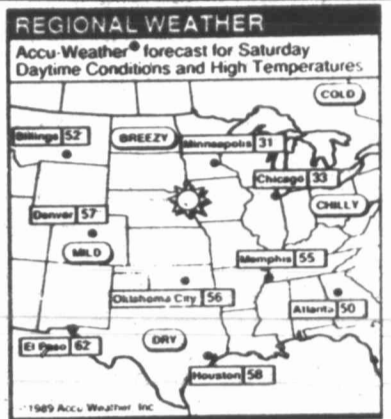 REGIONAL WEATHER
Accu-Weather® forecast for Saturday
Daytime Conditions and High Temperatures
COLD
Billings 52°
BREEZY
Minneapolis 31
Chicago 33
CHILLY
Denver 57°
MILD
Memphis 55
Oklahoma City 56
Atlanta 50
El Paso 62°
DRY
Houston 58
1989 Accu Weather Inc